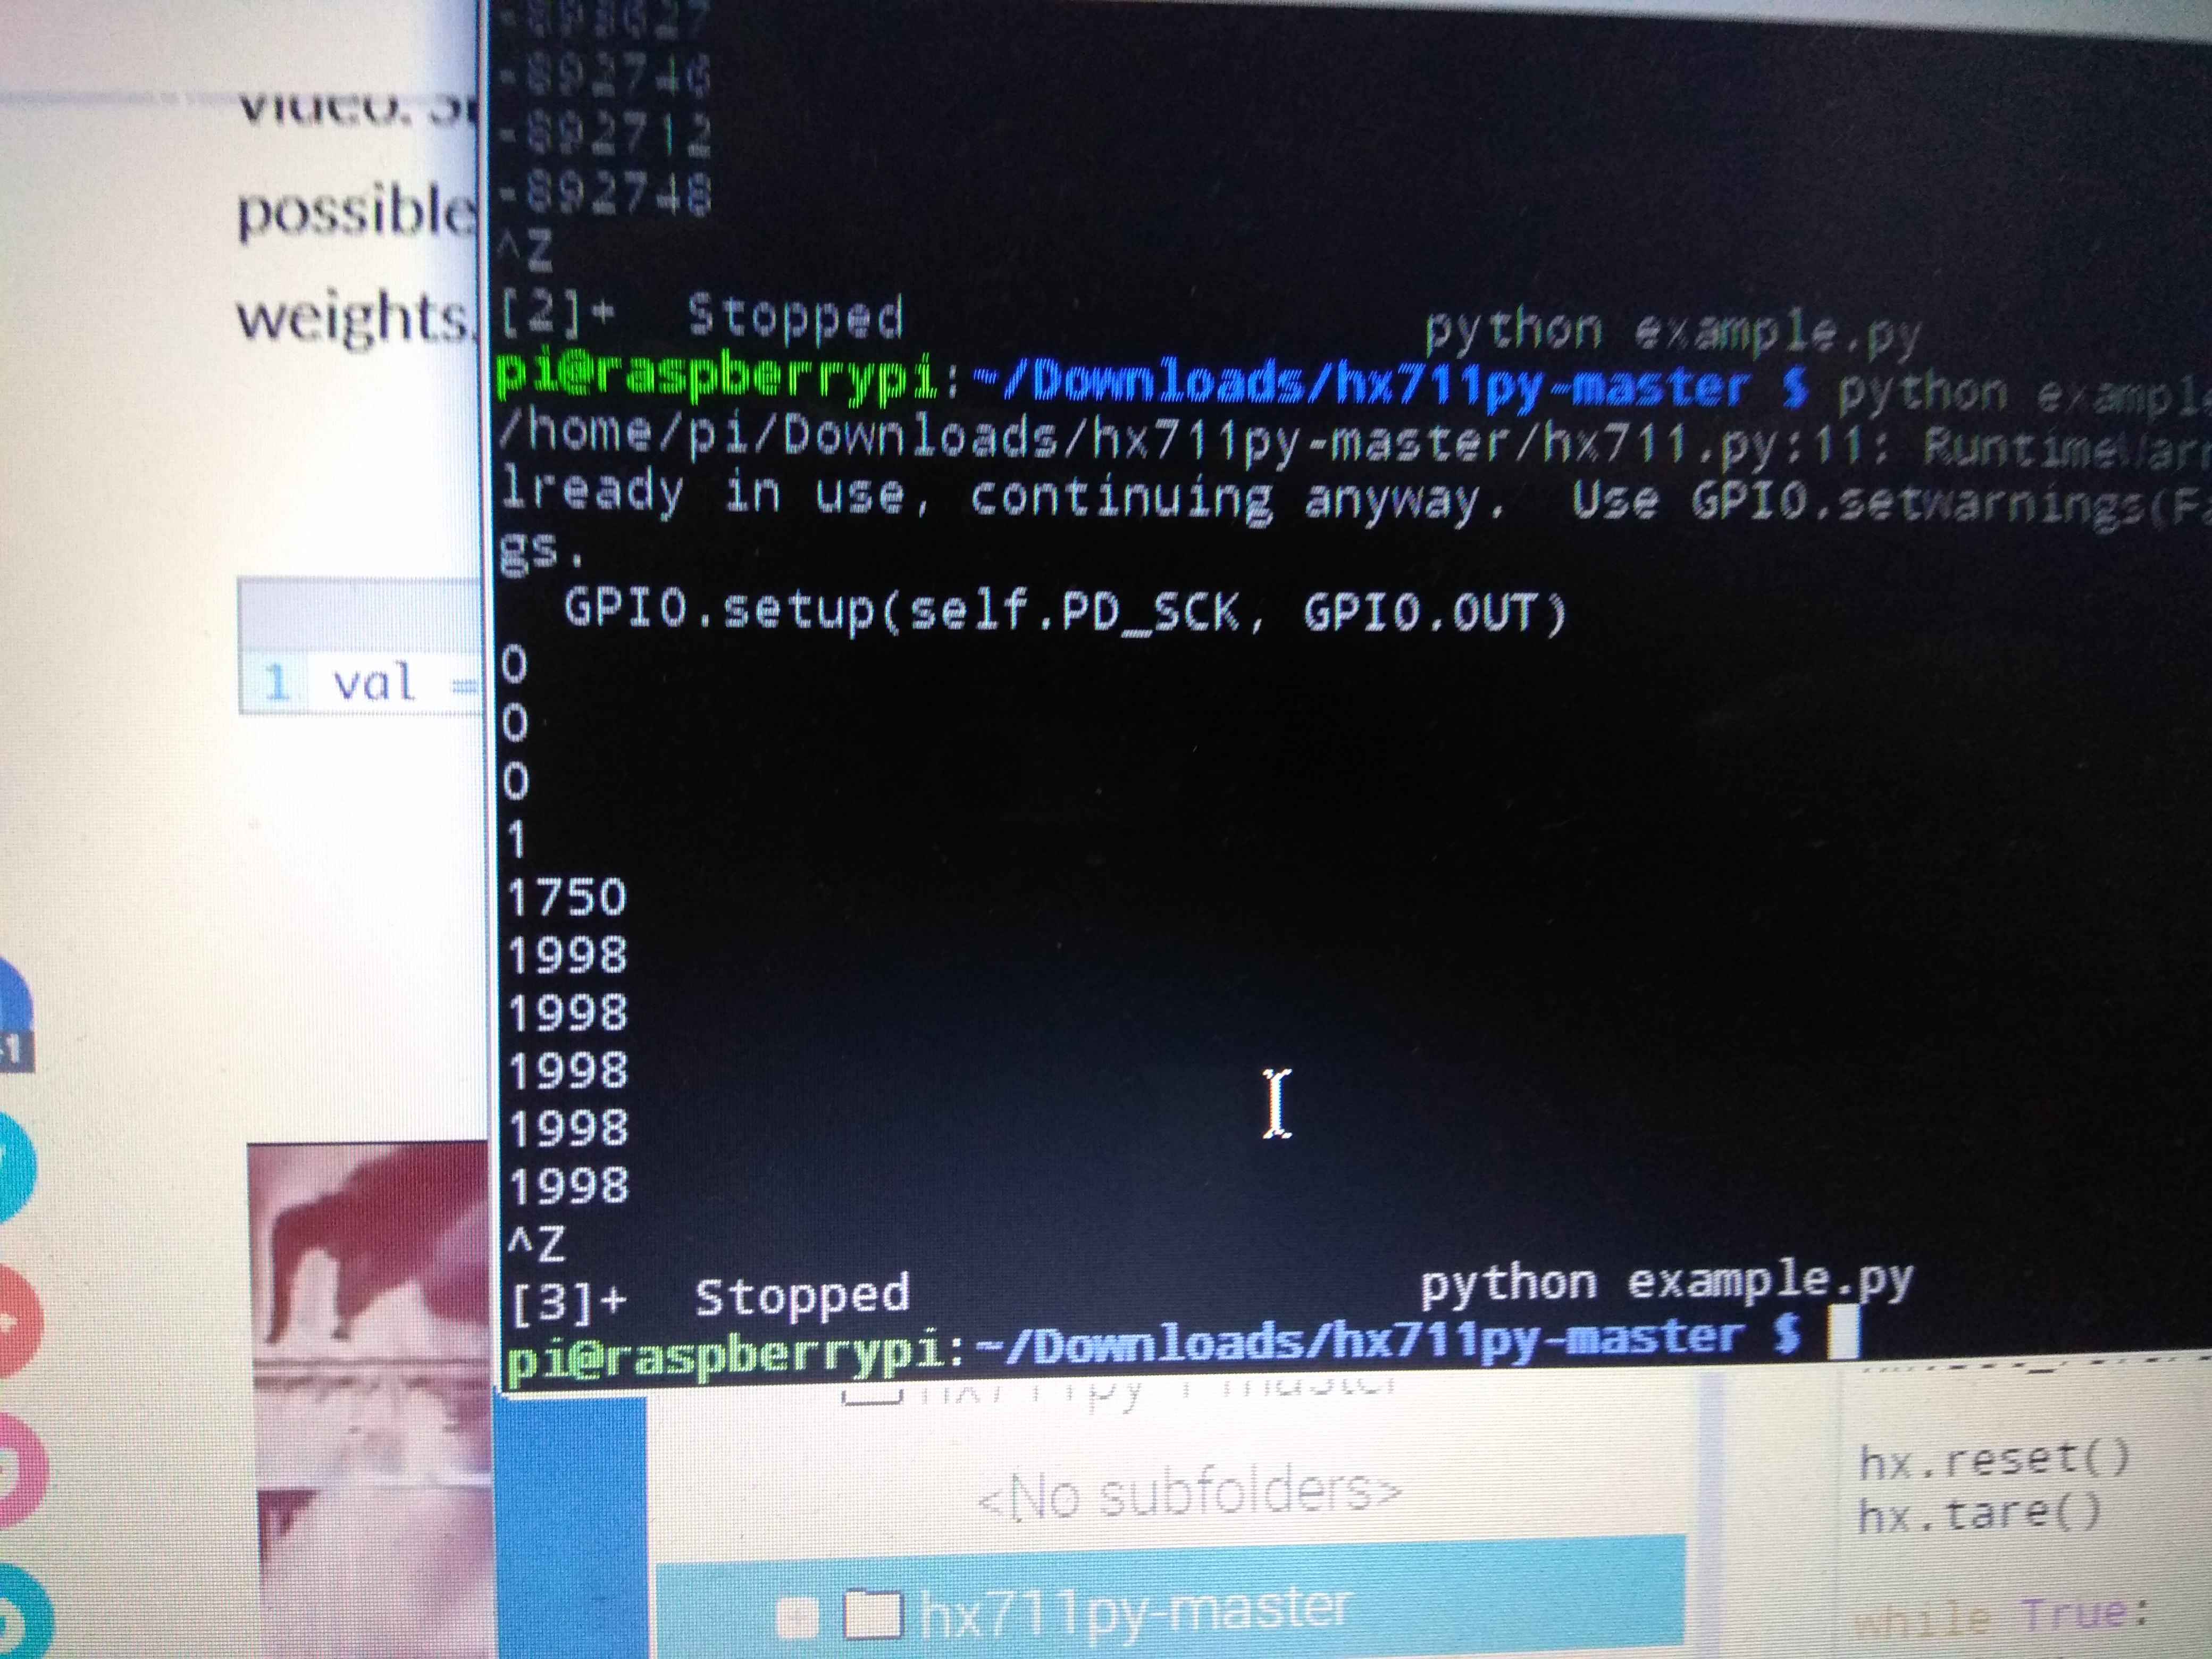 video.
possible
weights.
1 val =
-892746
-892712
-892748
^Z
[2]+ Stopped python example.py
pi@raspberrypi:~/Downloads/hx711py-master $ python exampl
/home/pi/Downloads/hx711py-master/hx711.py:11: RuntimeWarn
lready in use, continuing anyway. Use GPIO.setwarnings(F
gs.
GPIO.setup(self.PD_SCK, GPIO.OUT)
0
0
0
1
1750
1998
1998
1998
1998
1998
^Z
[3]+ Stopped python example.py
pi@raspberrypi:~/Downloads/hx711py-master $
<No subfolders>
hx711py-master
hx.reset()
hx.tare()
while True: